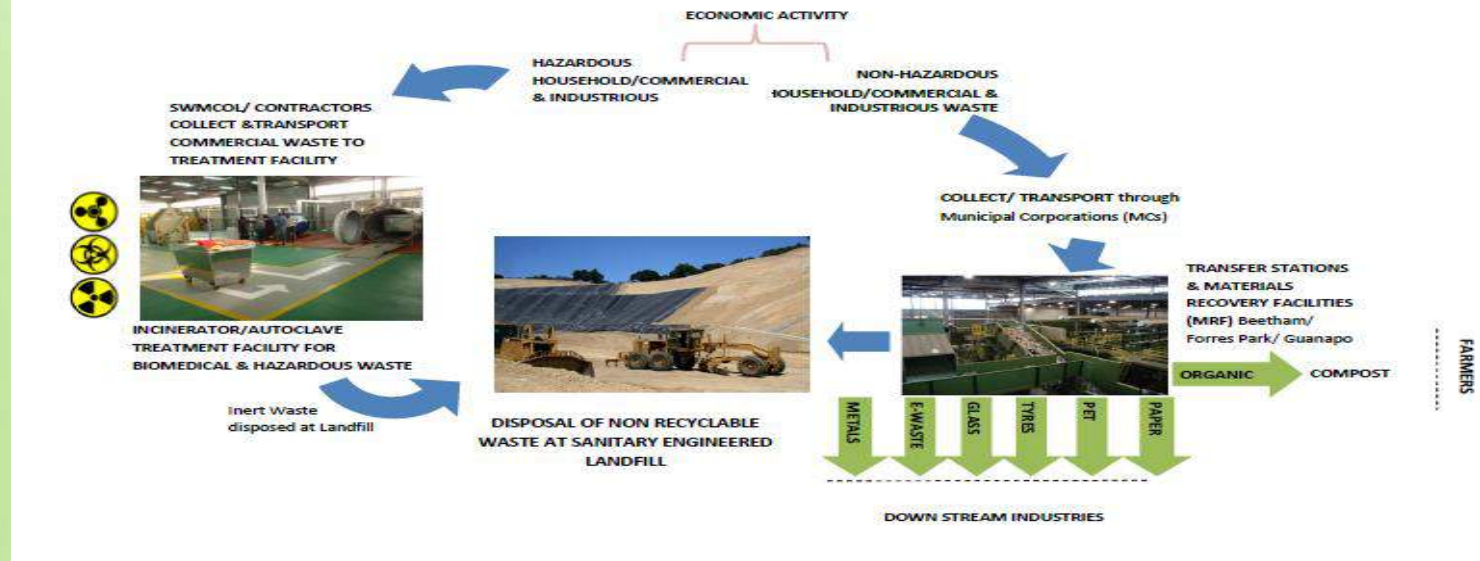 ECONOMIC ACTIVITY
HAZARDOUS
HOUSEHOLD/COMMERCIAL
& INDUSTRIOUS
NON-HAZARDOUS
HOUSEHOLD/COMMERCIAL &
INDUSTRIOUS WASTE
SWMCOL/ CONTRACTORS
COLLECT &TRANSPORT
COMMERCIAL WASTE TO
TREATMENT FACILITY
COLLECT/ TRANSPORT through
Municipal Corporations (MCs)
TRANSFER STATIONS
& MATERIALS
RECOVERY FACILITIES
(MRF) Beetham/
Forres Park/ Guanapo
INCINERATOR/AUTOCLAVE
TREATMENT FACILITY FOR
BIOMEDICAL & HAZARDOUS WASTE
Inert Waste
disposed at Landfill
DISPOSAL OF NON RECYCLABLE
WASTE AT SANITARY ENGINEERED
LANDFILL
ORGANIC
COMPOST
FARMERS
METALS
E-WASTE
GLASS
TYRES
PET
PAPER
DOWN STREAM INDUSTRIES